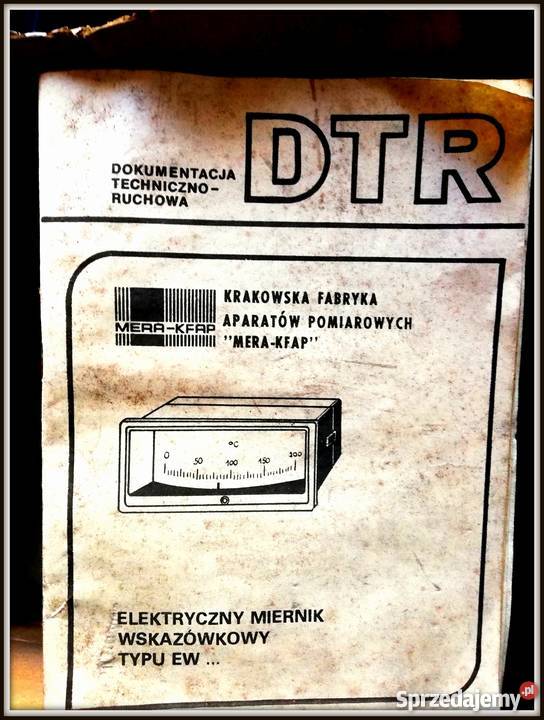 DTR
DOKUMENTACJA
TECHNICZNO-
RUCHOWA
MERA-KFAP
KRAKOWSKA FABRYKA
APARATÓW POMIAROWYCH
"MERA-KFAP"
°C
0 50 100 150 200
ELEKTRYCZNY MIERNIK
WSKAZÓWKOWY
TYPU EW ...
Sprzedajemy.pl